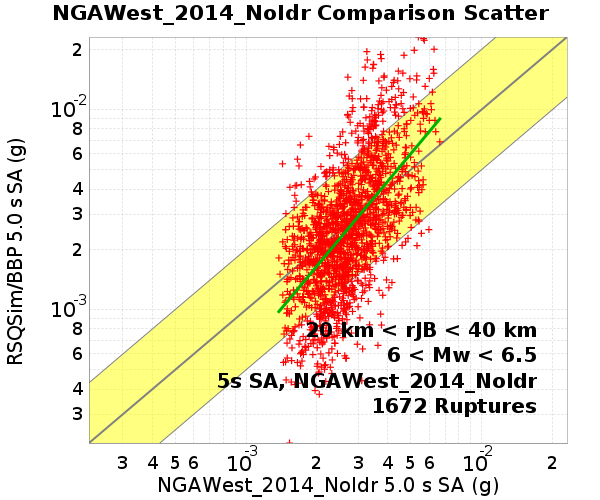 NGAWest_2014_NoIdr Comparison Scatter
RSQSim/BBP 5.0 s SA (g)
2
10-2
8
6
4
3
2
10-3
8
6
4
3
20 km < rJB < 40 km
6 < Mw < 6.5
5s SA, NGAWest_2014_NoIdr
1672 Ruptures
3 4 5 6 10-3 2 3 4 5 6 10-2 2
NGAWest_2014_NoIdr 5.0 s SA (g)